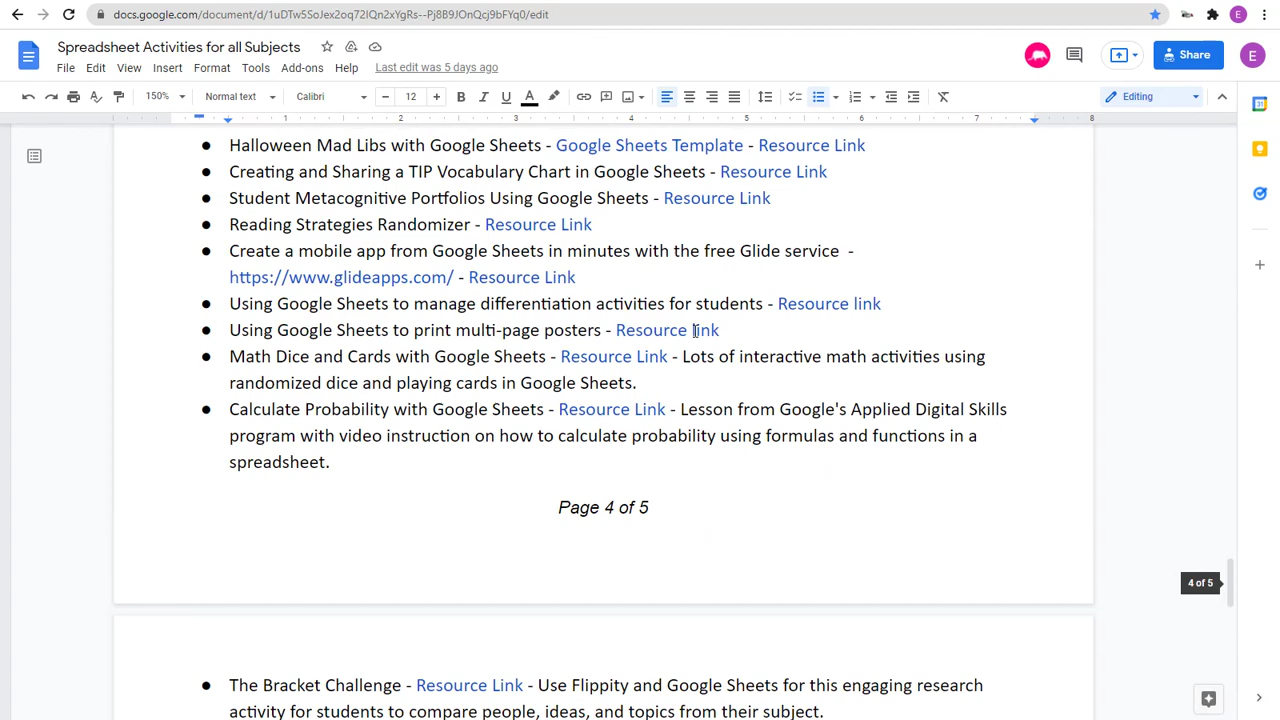 docs.google.com/document/d/1uDTw5SoJex2oq72IQn2xYgRs--Pj8B9JOnQcj9bFYq0/edit
E
Spreadsheet Activities for all Subjects
File Edit View Insert Format Tools Add-ons Help Last edit was 5 days ago
Share
E
150% Normal text Calibri 12 B I U A Editing
1 2 3 4 5 6 7 8
31
● Halloween Mad Libs with Google Sheets - Google Sheets Template - Resource Link
● Creating and Sharing a TIP Vocabulary Chart in Google Sheets - Resource Link
● Student Metacognitive Portfolios Using Google Sheets - Resource Link
● Reading Strategies Randomizer - Resource Link
● Create a mobile app from Google Sheets in minutes with the free Glide service -
https://www.glideapps.com/ - Resource Link
● Using Google Sheets to manage differentiation activities for students - Resource link
● Using Google Sheets to print multi-page posters - Resource link
● Math Dice and Cards with Google Sheets - Resource Link - Lots of interactive math activities using
randomized dice and playing cards in Google Sheets.
● Calculate Probability with Google Sheets - Resource Link - Lesson from Google's Applied Digital Skills
program with video instruction on how to calculate probability using formulas and functions in a
spreadsheet.
Page 4 of 5
4 of 5
● The Bracket Challenge - Resource Link - Use Flippity and Google Sheets for this engaging research
activity for students to compare people, ideas, and topics from their subject.